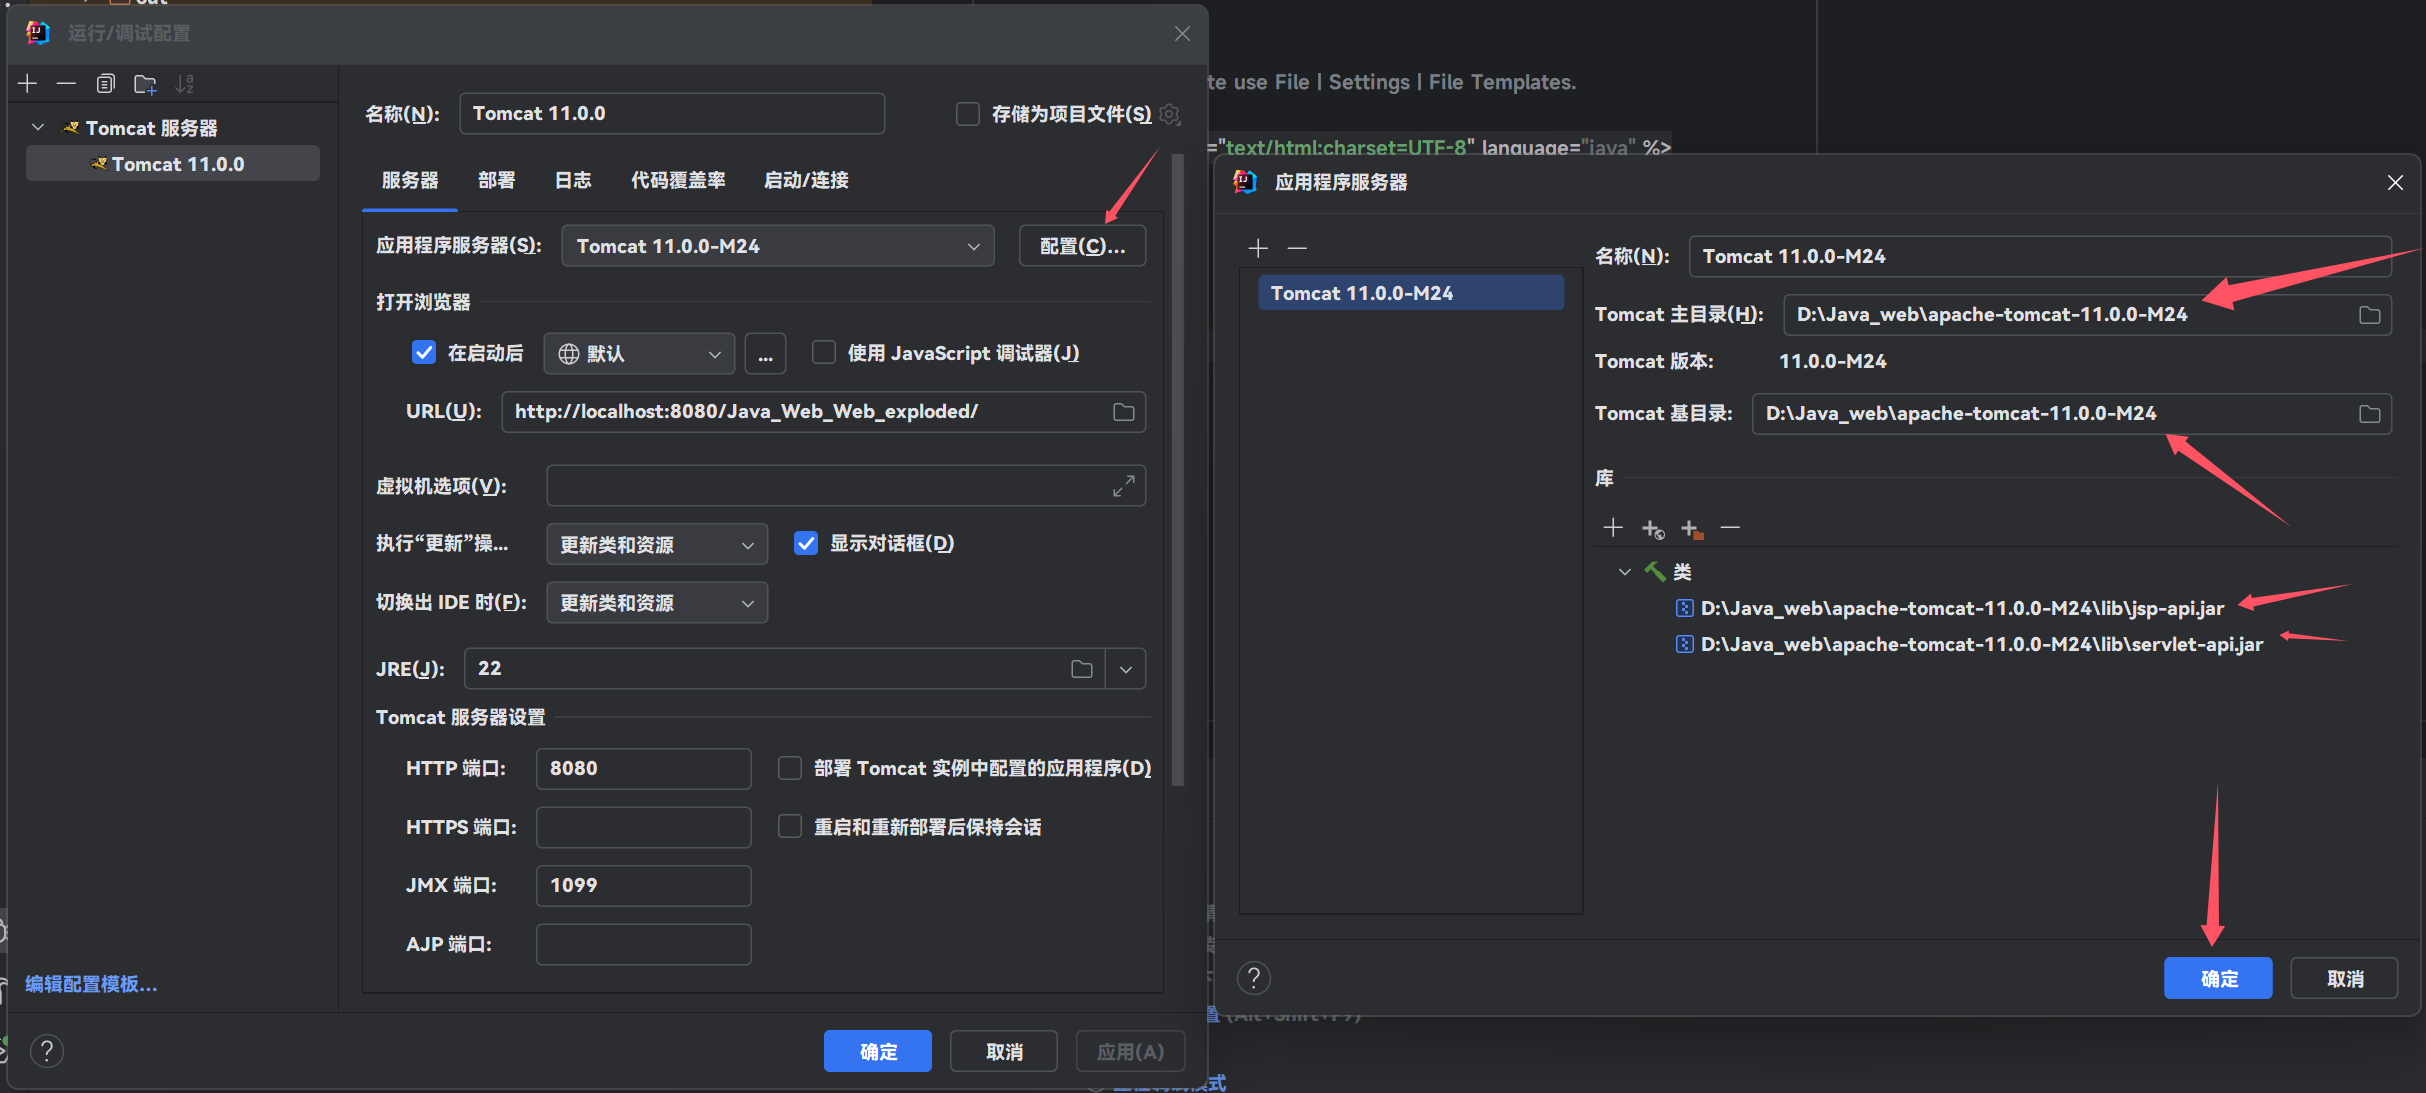 cat
运行/调试配置
Tomcat 服务器
Tomcat 11.0.0
编辑配置模板...
名称(N):
Tomcat 11.0.0
存储为项目文件(S)
服务器
部署
日志
代码覆盖率
启动/连接
应用程序服务器(S):
Tomcat 11.0.0-M24
配置(C)...
打开浏览器
在启动后
默认
...
使用 JavaScript 调试器(J)
URL(U):
http://localhost:8080/Java_Web_Web_exploded/
虚拟机选项(V):
执行“更新”操...
更新类和资源
显示对话框(D)
切换出 IDE 时(F):
更新类和资源
JRE(J):
22
Tomcat 服务器设置
HTTP 端口:
8080
部署 Tomcat 实例中配置的应用程序(D)
HTTPS 端口:
重启和重新部署后保持会话
JMX 端口:
1099
AJP 端口:
?
确定
取消
应用(A)
te use File | Settings | File Templates.
="text/html;charset=UTF-8" language="java" %>
应用程序服务器
Tomcat 11.0.0-M24
名称(N):
Tomcat 11.0.0-M24
Tomcat 主目录(H):
D:\Java_web\apache-tomcat-11.0.0-M24
Tomcat 版本:
11.0.0-M24
Tomcat 基目录:
D:\Java_web\apache-tomcat-11.0.0-M24
库
类
D:\Java_web\apache-tomcat-11.0.0-M24\lib\jsp-api.jar
D:\Java_web\apache-tomcat-11.0.0-M24\lib\servlet-api.jar
?
确定
取消
置 (Alt+Shift+F9)
模式